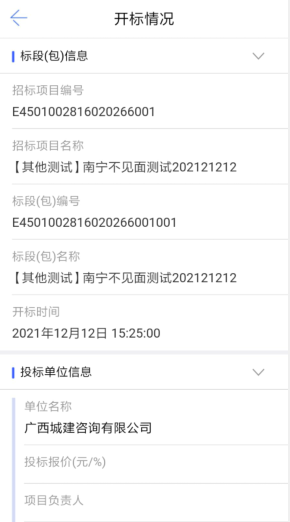 开标情况
标段(包)信息
招标项目编号
E4501002816020266001
招标项目名称
【其他测试】南宁不见面测试202121212
标段(包)编号
E4501002816020266001001
标段(包)名称
【其他测试】南宁不见面测试202121212
开标时间
2021年12月12日 15:25:00
投标单位信息
单位名称
广西城建咨询有限公司
投标报价(元/%)
项目负责人